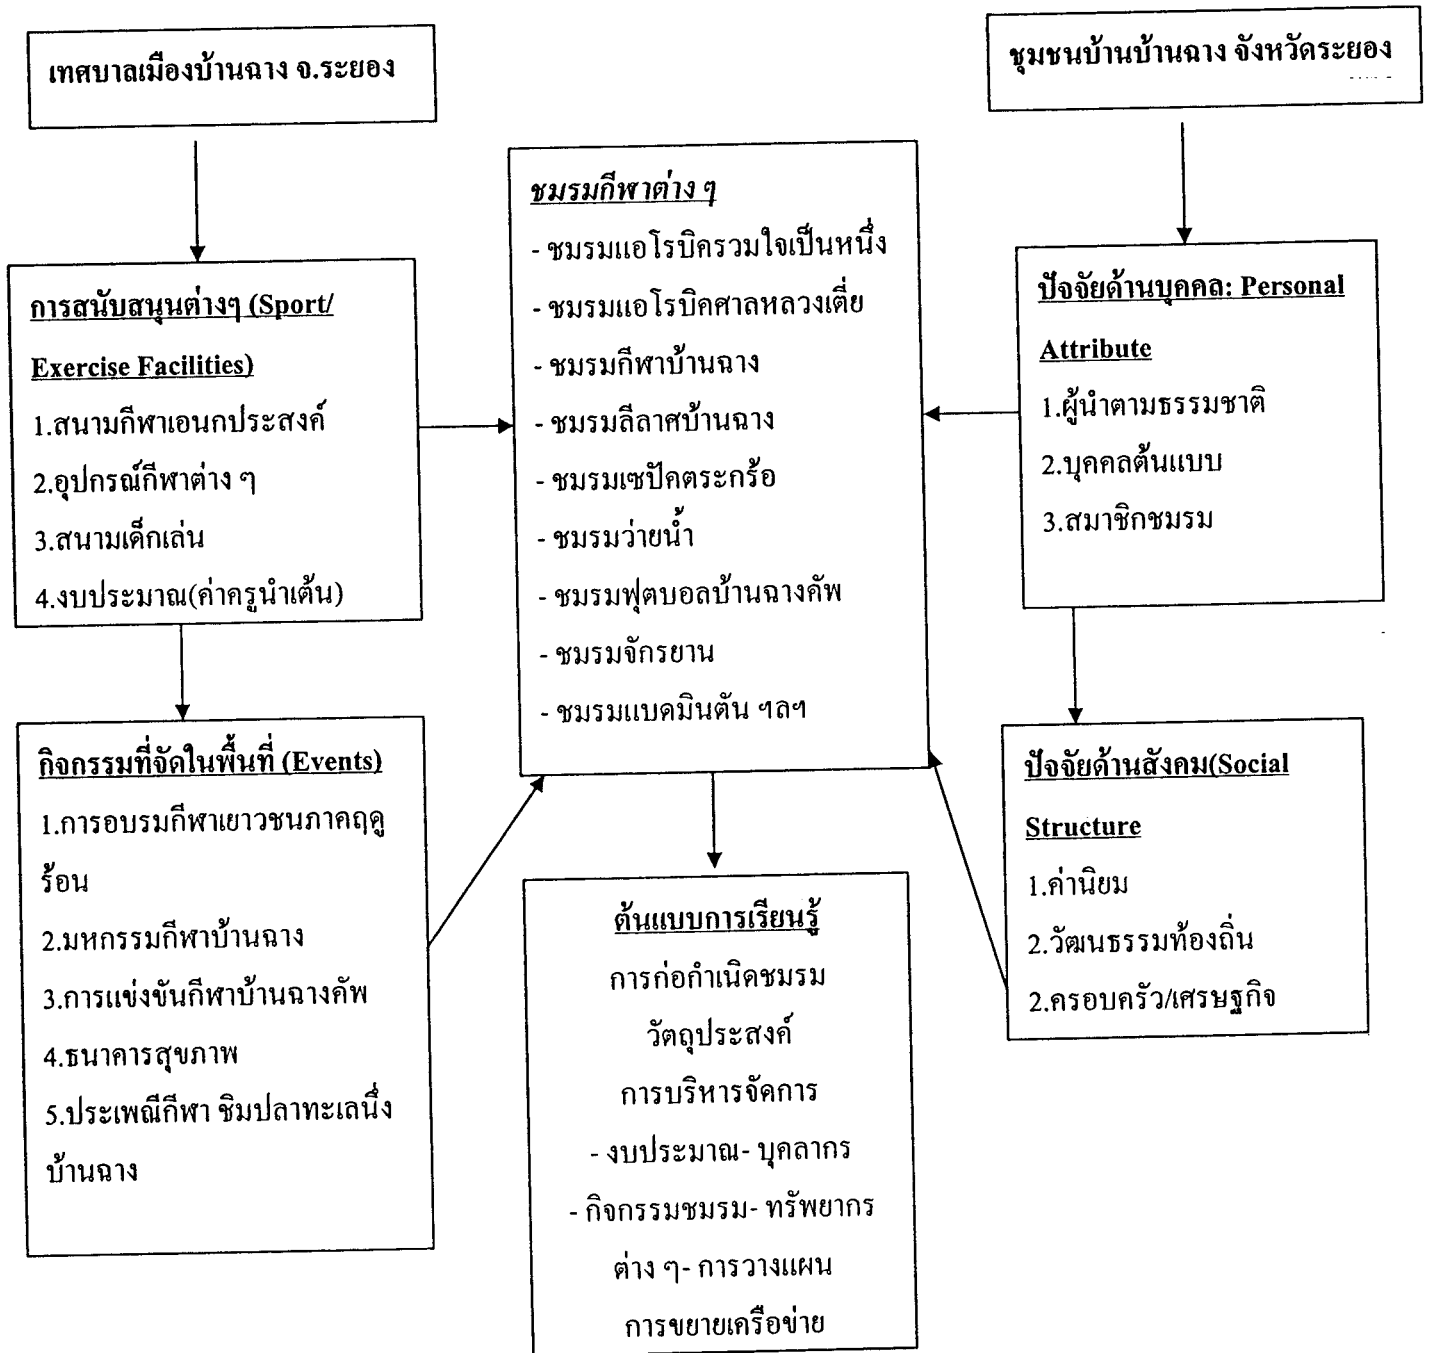 เทศบาลเมืองบ้านฉาง จ.ระยอง
ชุมชนบ้านบ้านฉาง จังหวัดระยอง
การสนับสนุนต่างๆ (Sport/
Exercise Facilities)
1.สนามกีฬาเอนกประสงค์
2.อุปกรณ์กีฬาต่าง ๆ
3.สนามเด็กเล่น
4.งบประมาณ(ค่าครูนำเต้น)
กิจกรรมที่จัดในพื้นที่ (Events)
1.การอบรมกีฬาเยาวชนภาคฤดู
ร้อน
2.มหกรรมกีฬาบ้านฉาง
3.การแข่งขันกีฬาบ้านฉางคัพ
4.ธนาคารสุขภาพ
5.ประเพณีกีฬา ชิมปลาทะเลนึ่ง
บ้านฉาง
ชมรมกีฬาต่าง ๆ
- ชมรมแอโรบิครวมใจเป็นหนึ่ง
- ชมรมแอโรบิคศาลหลวงเตี่ย
- ชมรมกีฬาบ้านฉาง
- ชมรมลีลาศบ้านฉาง
- ชมรมเซปัคตระกร้อ
- ชมรมว่ายน้ำ
- ชมรมฟุตบอลบ้านฉางคัพ
- ชมรมจักรยาน
- ชมรมแบดมินตัน ฯลฯ
ต้นแบบการเรียนรู้
การก่อกำเนิดชมรม
วัตถุประสงค์
การบริหารจัดการ
- งบประมาณ- บุคลากร
- กิจกรรมชมรม- ทรัพยากร
ต่าง ๆ- การวางแผน
การขยายเครือข่าย
ปัจจัยด้านบุคคล: Personal
Attribute
1.ผู้นำตามธรรมชาติ
2.บุคคลต้นแบบ
3.สมาชิกชมรม
ปัจจัยด้านสังคม(Social
Structure
1.ค่านิยม
2.วัฒนธรรมท้องถิ่น
2.ครอบครัว/เศรษฐกิจ